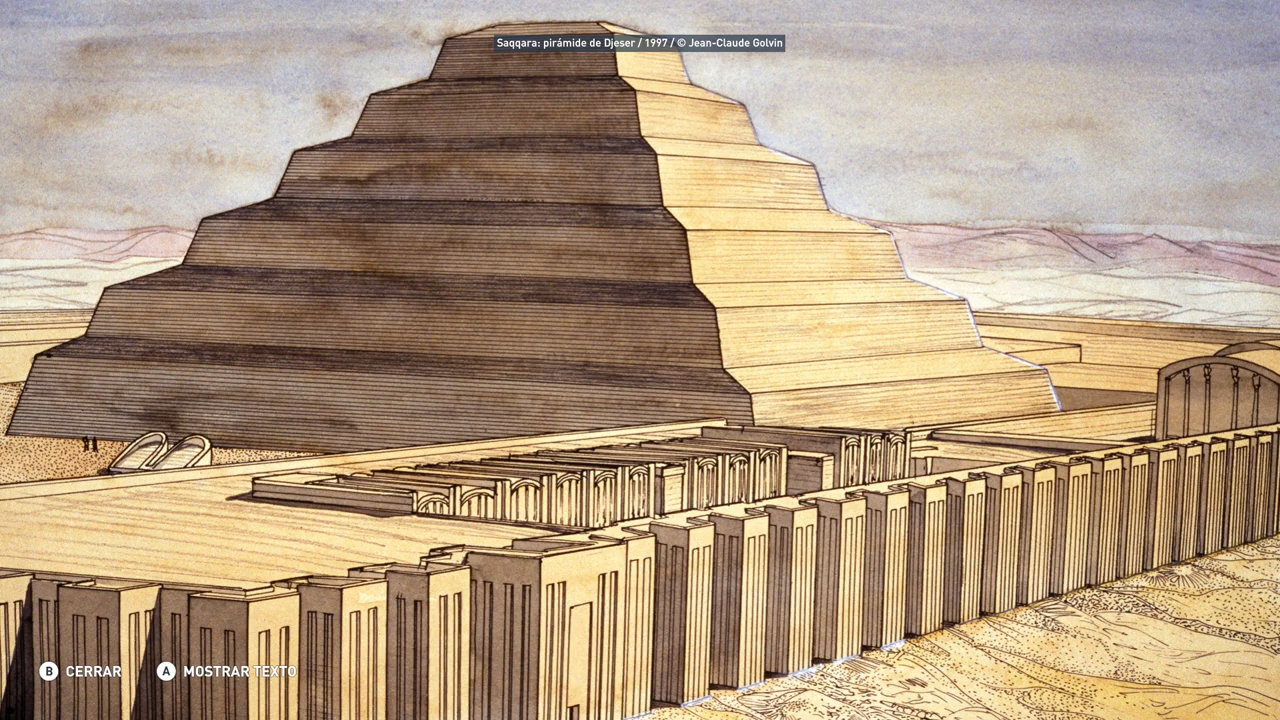 Saqqara: pirámide de Djeser / 1997 / © Jean-Claude Golvin
B CERRAR A MOSTRAR TEXTO